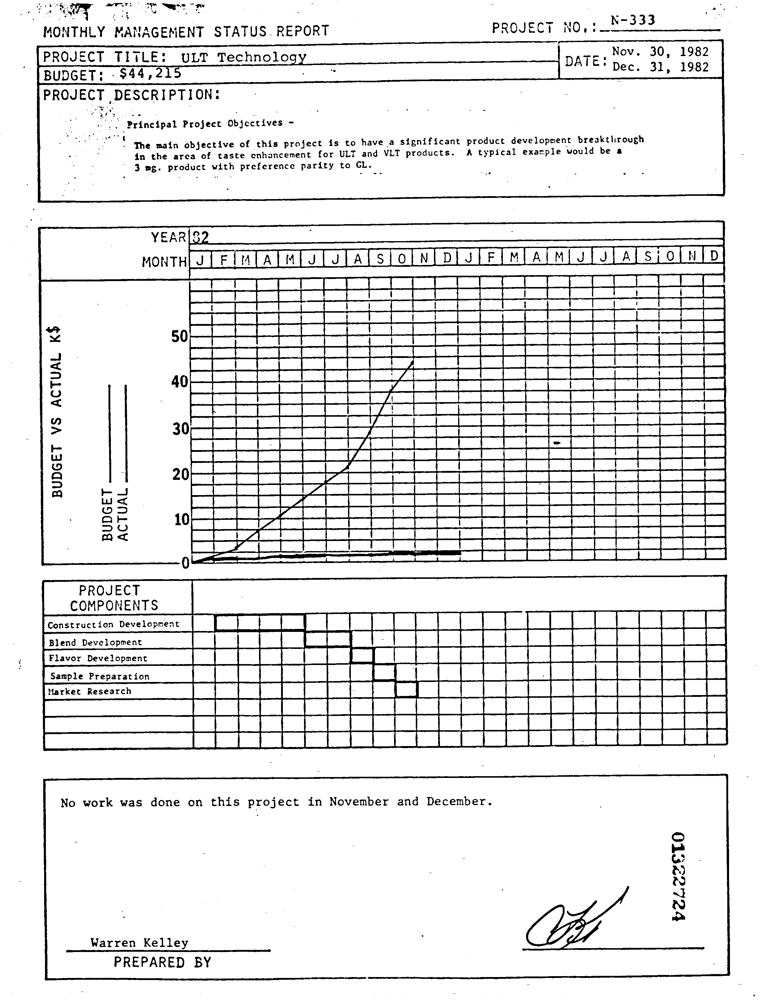 MONTHLY MANAGEMENT STATUS REPORT
PROJECT NO.: N-333
PROJECT TITLE: ULT Technology
DATE: Nov. 30, 1982
Dec. 31, 1982
BUDGET: $44,215
PROJECT DESCRIPTION:
Principal Project Objectives -
The main objective of this project is to have a significant product development breakthrough
in the area of taste enhancement for ULT and VLT products. A typical example would be a
3 mg. product with preference parity to GL.
YEAR 82
MONTH J F M A M J J A S O N D J F M A M J J A S O N D
BUDGET VS ACTUAL K$
BUDGET
ACTUAL
50
40
30
20
10
0
PROJECT
COMPONENTS
Construction Development
Blend Development
Flavor Development
Sample Preparation
Market Research
No work was done on this project in November and December.
01322724
Warren Kelley
PREPARED BY